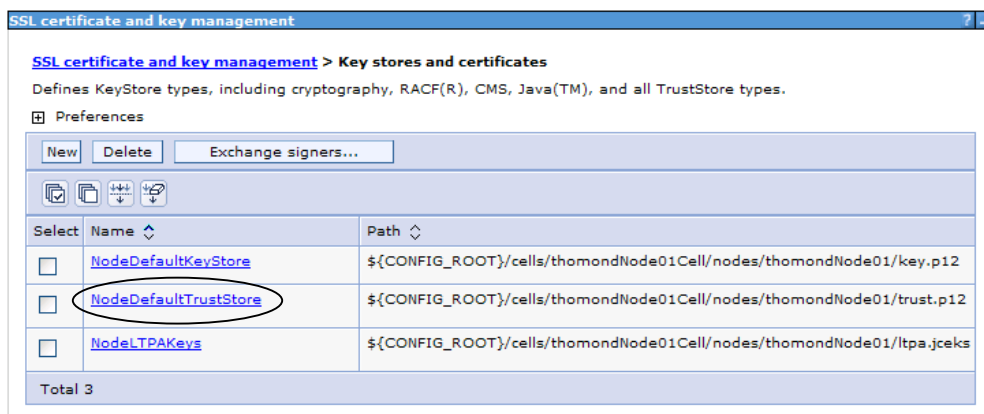 SSL certificate and key management ? -
SSL certificate and key management > Key stores and certificates
Defines KeyStore types, including cryptography, RACF(R), CMS, Java(TM), and all TrustStore types.
Preferences
New Delete Exchange signers...
Select Name Path
NodeDefaultKeyStore ${CONFIG_ROOT}/cells/thomondNode01Cell/nodes/thomondNode01/key.p12
NodeDefaultTrustStore ${CONFIG_ROOT}/cells/thomondNode01Cell/nodes/thomondNode01/trust.p12
NodeLTPAKeys ${CONFIG_ROOT}/cells/thomondNode01Cell/nodes/thomondNode01/ltpa.jceks
Total 3